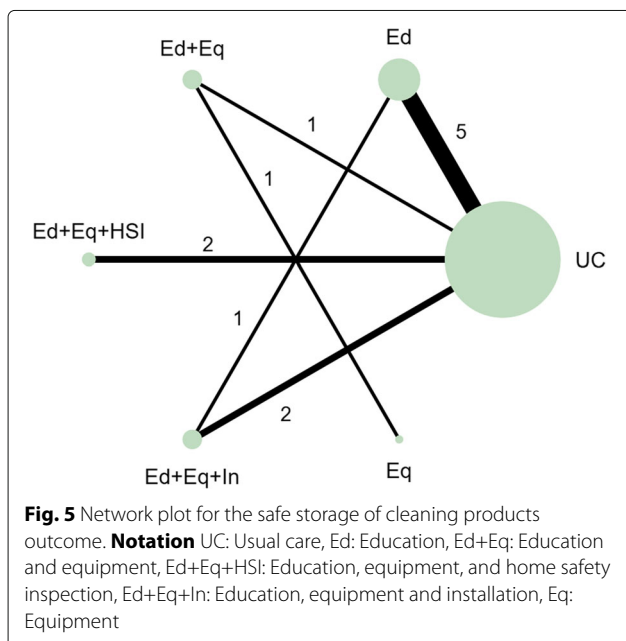 Ed
Ed+Eq
1
5
1
Ed+Eq+HSI
2
UC
1
2
Ed+Eq+In
Eq
Fig. 5 Network plot for the safe storage of cleaning products
outcome. Notation UC: Usual care, Ed: Education, Ed+Eq: Education
and equipment, Ed+Eq+HSI: Education, equipment, and home safety
inspection, Ed+Eq+In: Education, equipment and installation, Eq:
Equipment